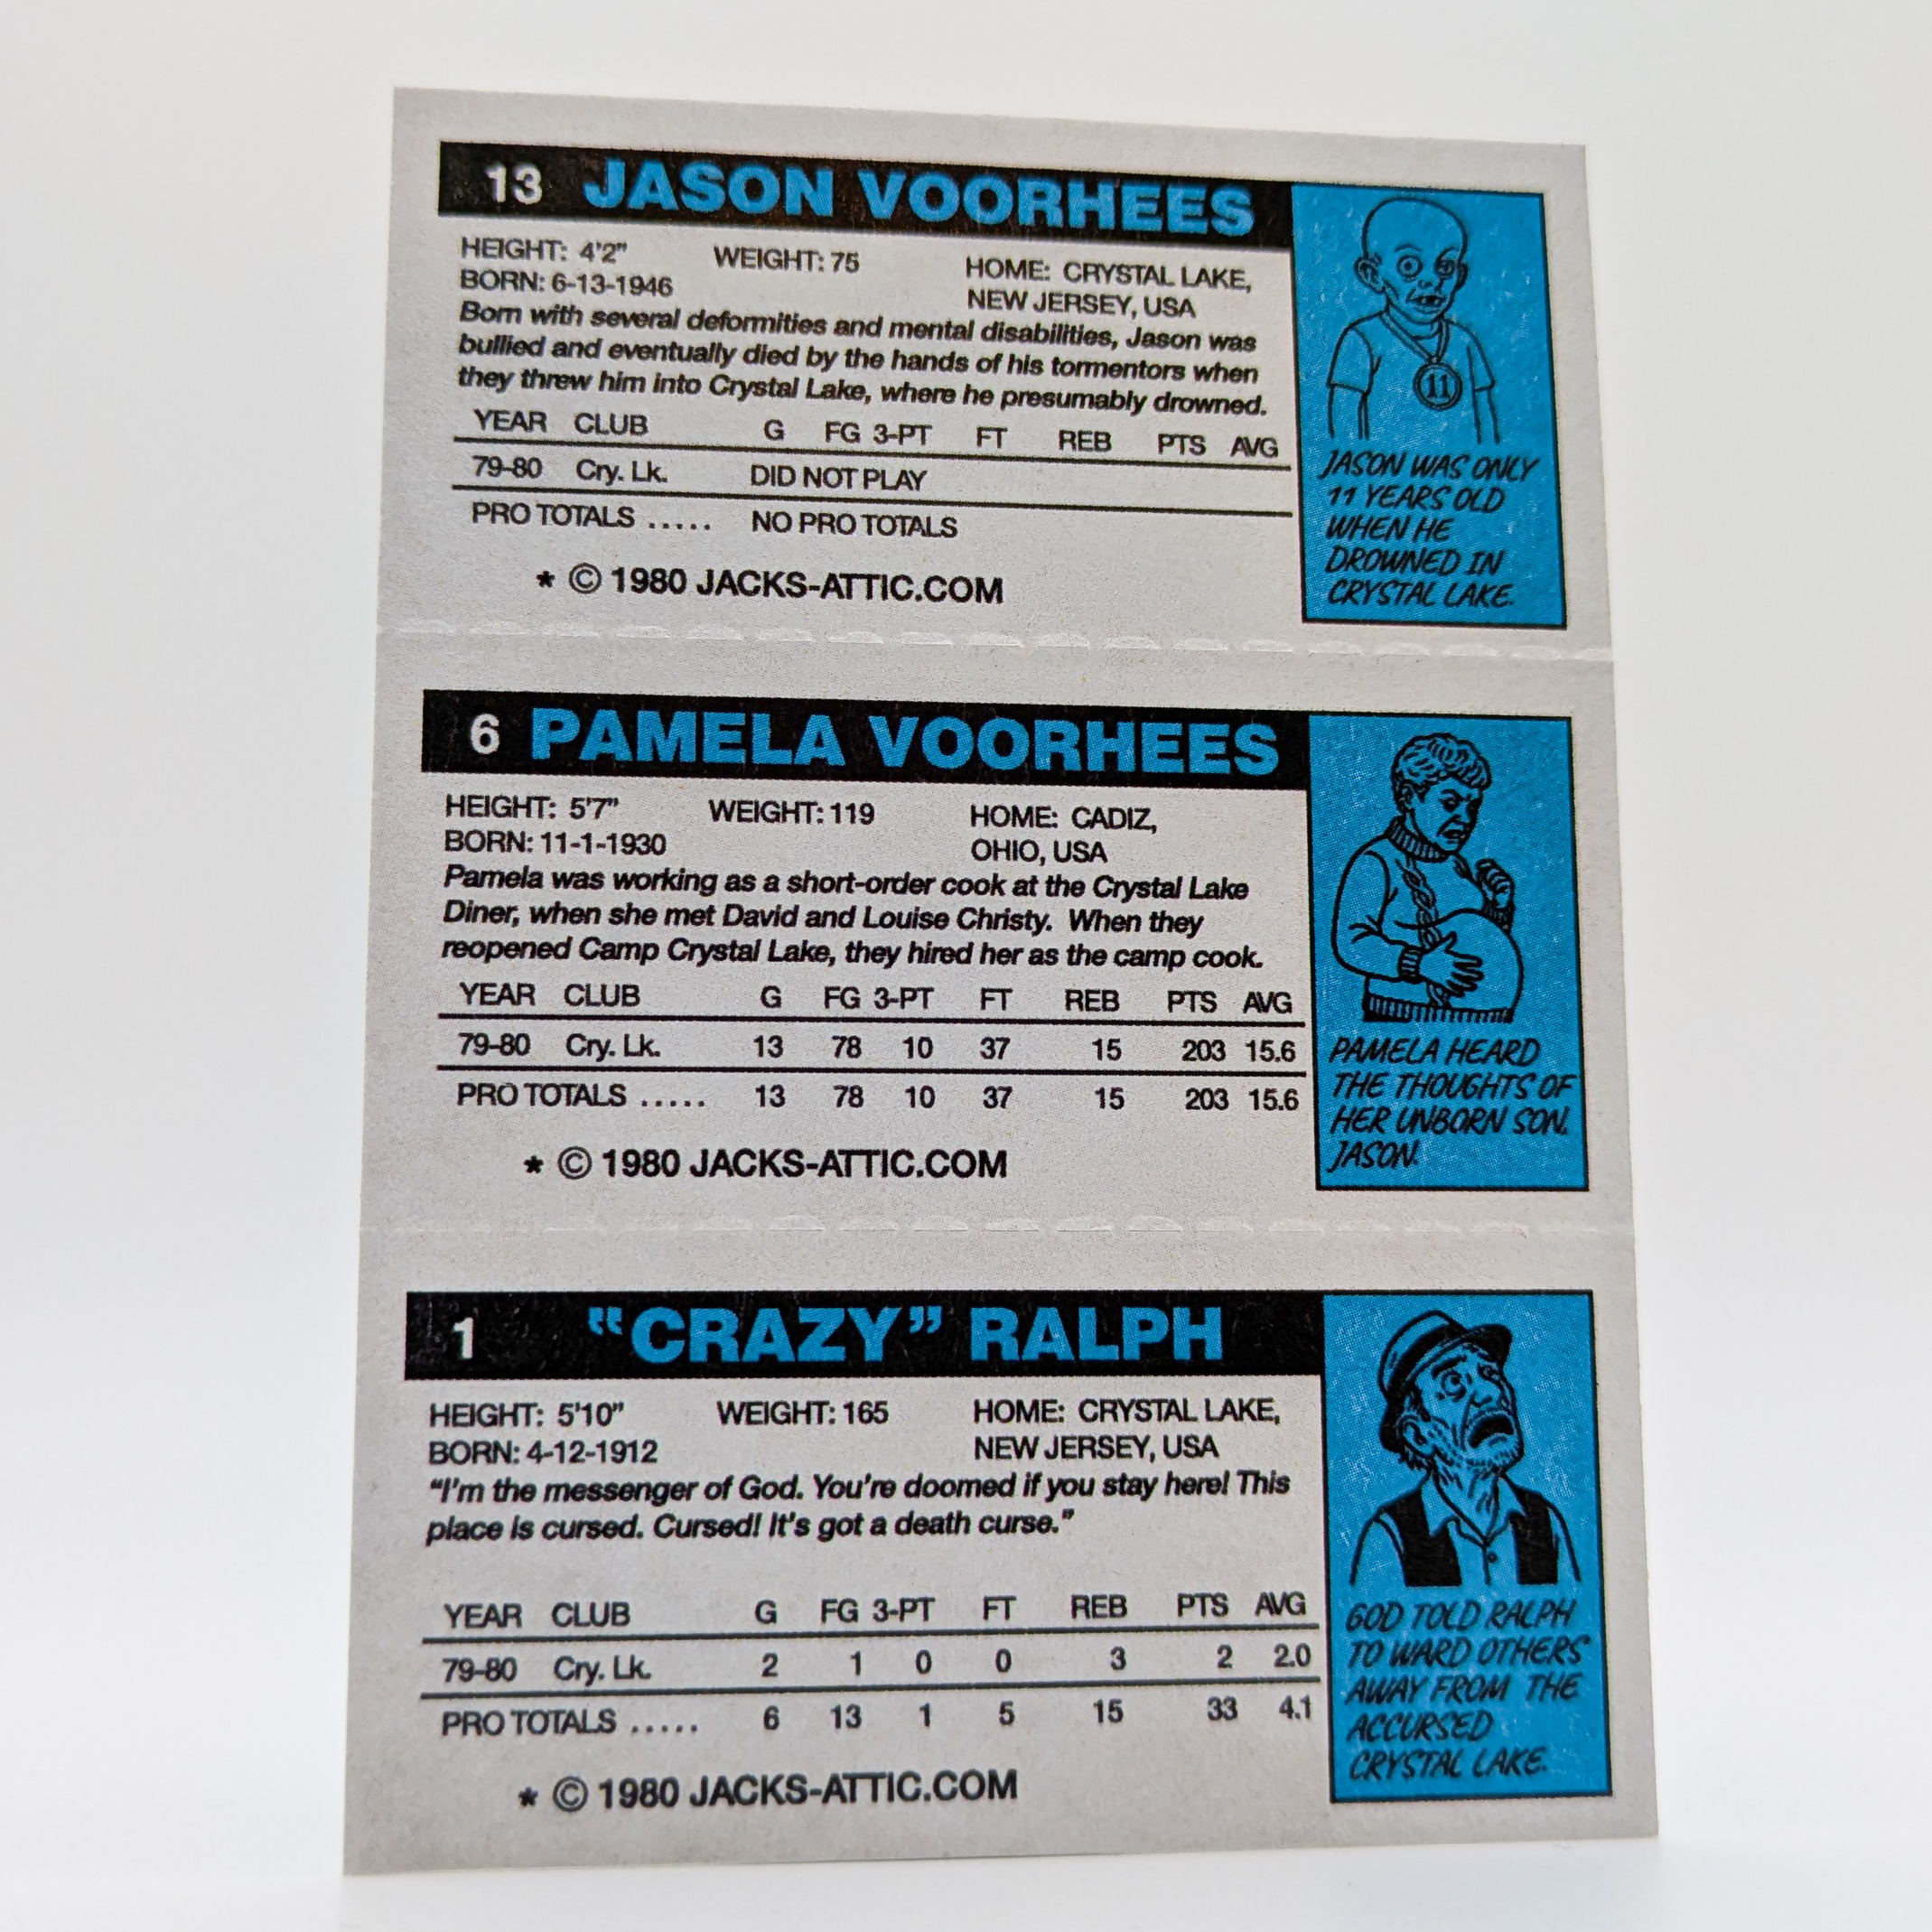 13 JASON VOORHEES
HEIGHT: 4'2" WEIGHT: 75 HOME: CRYSTAL LAKE,
BORN: 6-13-1946 NEW JERSEY, USA
Born with several deformities and mental disabilities, Jason was
bullied and eventually died by the hands of his tormentors when
they threw him into Crystal Lake, where he presumably drowned.
YEAR CLUB G FG 3-PT FT REB PTS AVG
79-80 Cry. Lk. DID NOT PLAY
PRO TOTALS ..... NO PRO TOTALS
* © 1980 JACKS-ATTIC.COM
11
JASON WAS ONLY
11 YEARS OLD
WHEN HE
DROWNED IN
CRYSTAL LAKE.
6 PAMELA VOORHEES
HEIGHT: 5'7" WEIGHT: 119 HOME: CADIZ,
BORN: 11-1-1930 OHIO, USA
Pamela was working as a short-order cook at the Crystal Lake
Diner, when she met David and Louise Christy. When they
reopened Camp Crystal Lake, they hired her as the camp cook.
YEAR CLUB G FG 3-PT FT REB PTS AVG
79-80 Cry. Lk. 13 78 10 37 15 203 15.6
PRO TOTALS ..... 13 78 10 37 15 203 15.6
* © 1980 JACKS-ATTIC.COM
PAMELA HEARD
THE THOUGHTS OF
HER UNBORN SON,
JASON.
1 “CRAZY” RALPH
HEIGHT: 5'10" WEIGHT: 165 HOME: CRYSTAL LAKE,
BORN: 4-12-1912 NEW JERSEY, USA
“I'm the messenger of God. You're doomed if you stay here! This
place is cursed. Cursed! It's got a death curse.”
YEAR CLUB G FG 3-PT FT REB PTS AVG
79-80 Cry. Lk. 2 1 0 0 3 2 2.0
PRO TOTALS ..... 6 13 1 5 15 33 4.1
* © 1980 JACKS-ATTIC.COM
GOD TOLD RALPH
TO WARD OTHERS
AWAY FROM THE
ACCURSED
CRYSTAL LAKE.